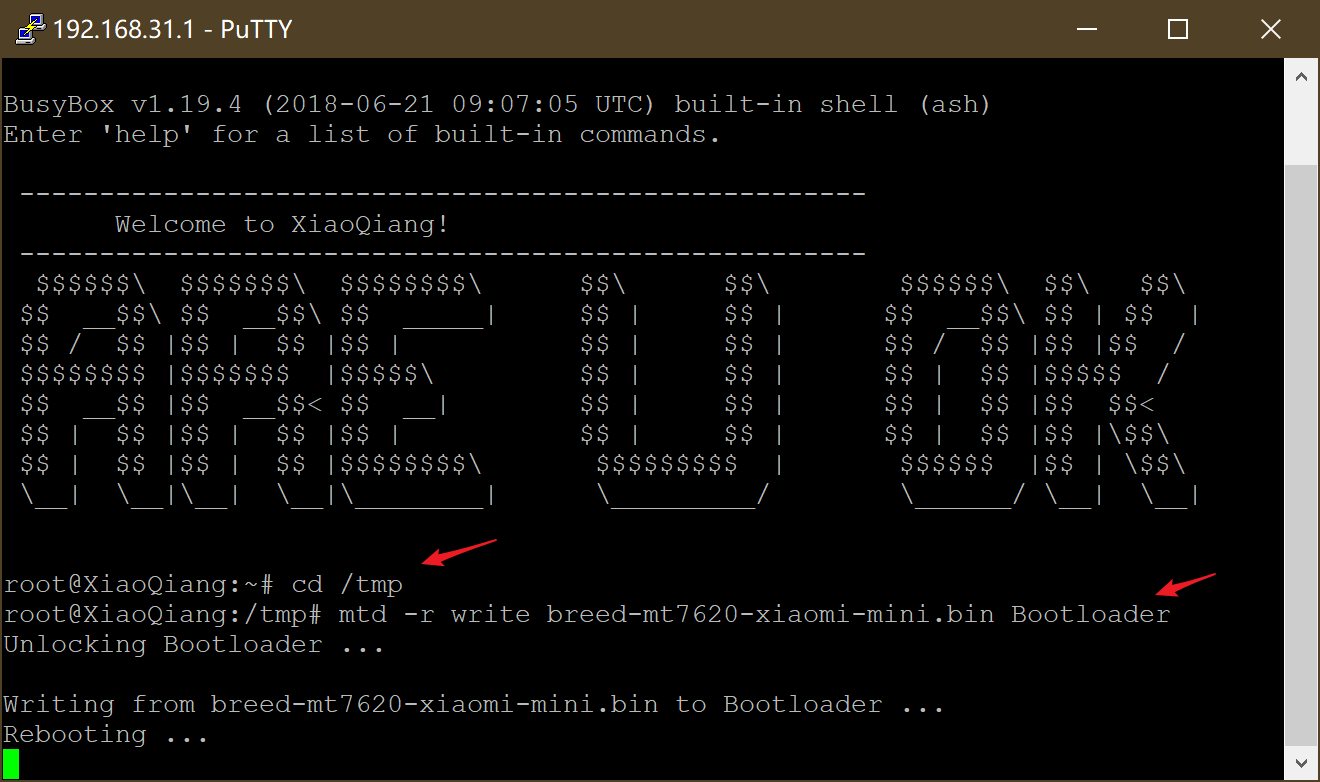 192.168.31.1 - PuTTY
BusyBox v1.19.4 (2018-06-21 09:07:05 UTC) built-in shell (ash)
Enter 'help' for a list of built-in commands.
-----------------------------------------------------
Welcome to XiaoQiang!
-----------------------------------------------------
 $$$$$$\  $$$$$$$\  $$$$$$$$\      $$\      $$\        $$$$$$\  $$\   $$\
$$  __$$\ $$  __$$\ $$  _____|     $$ |     $$ |      $$  __$$\ $$ | $$  |
$$ /  $$ |$$ |  $$ |$$ |           $$ |     $$ |      $$ /  $$ |$$ |$$  /
$$$$$$$$ |$$$$$$$  |$$$$$\         $$ |     $$ |      $$ |  $$ |$$$$$  /
$$  __$$ |$$  __$$< $$  __|        $$ |     $$ |      $$ |  $$ |$$  $$<
$$ |  $$ |$$ |  $$ |$$ |           $$ |     $$ |      $$ |  $$ |$$ |\$$\
$$ |  $$ |$$ |  $$ |$$$$$$$$\       $$$$$$$$$  |       $$$$$$  |$$ | \$$\
\__|  \__|\__|  \__|\________|      \_________/        \______/ \__|  \__|
root@XiaoQiang:~# cd /tmp
root@XiaoQiang:/tmp# mtd -r write breed-mt7620-xiaomi-mini.bin Bootloader
Unlocking Bootloader ...
Writing from breed-mt7620-xiaomi-mini.bin to Bootloader ...
Rebooting ...